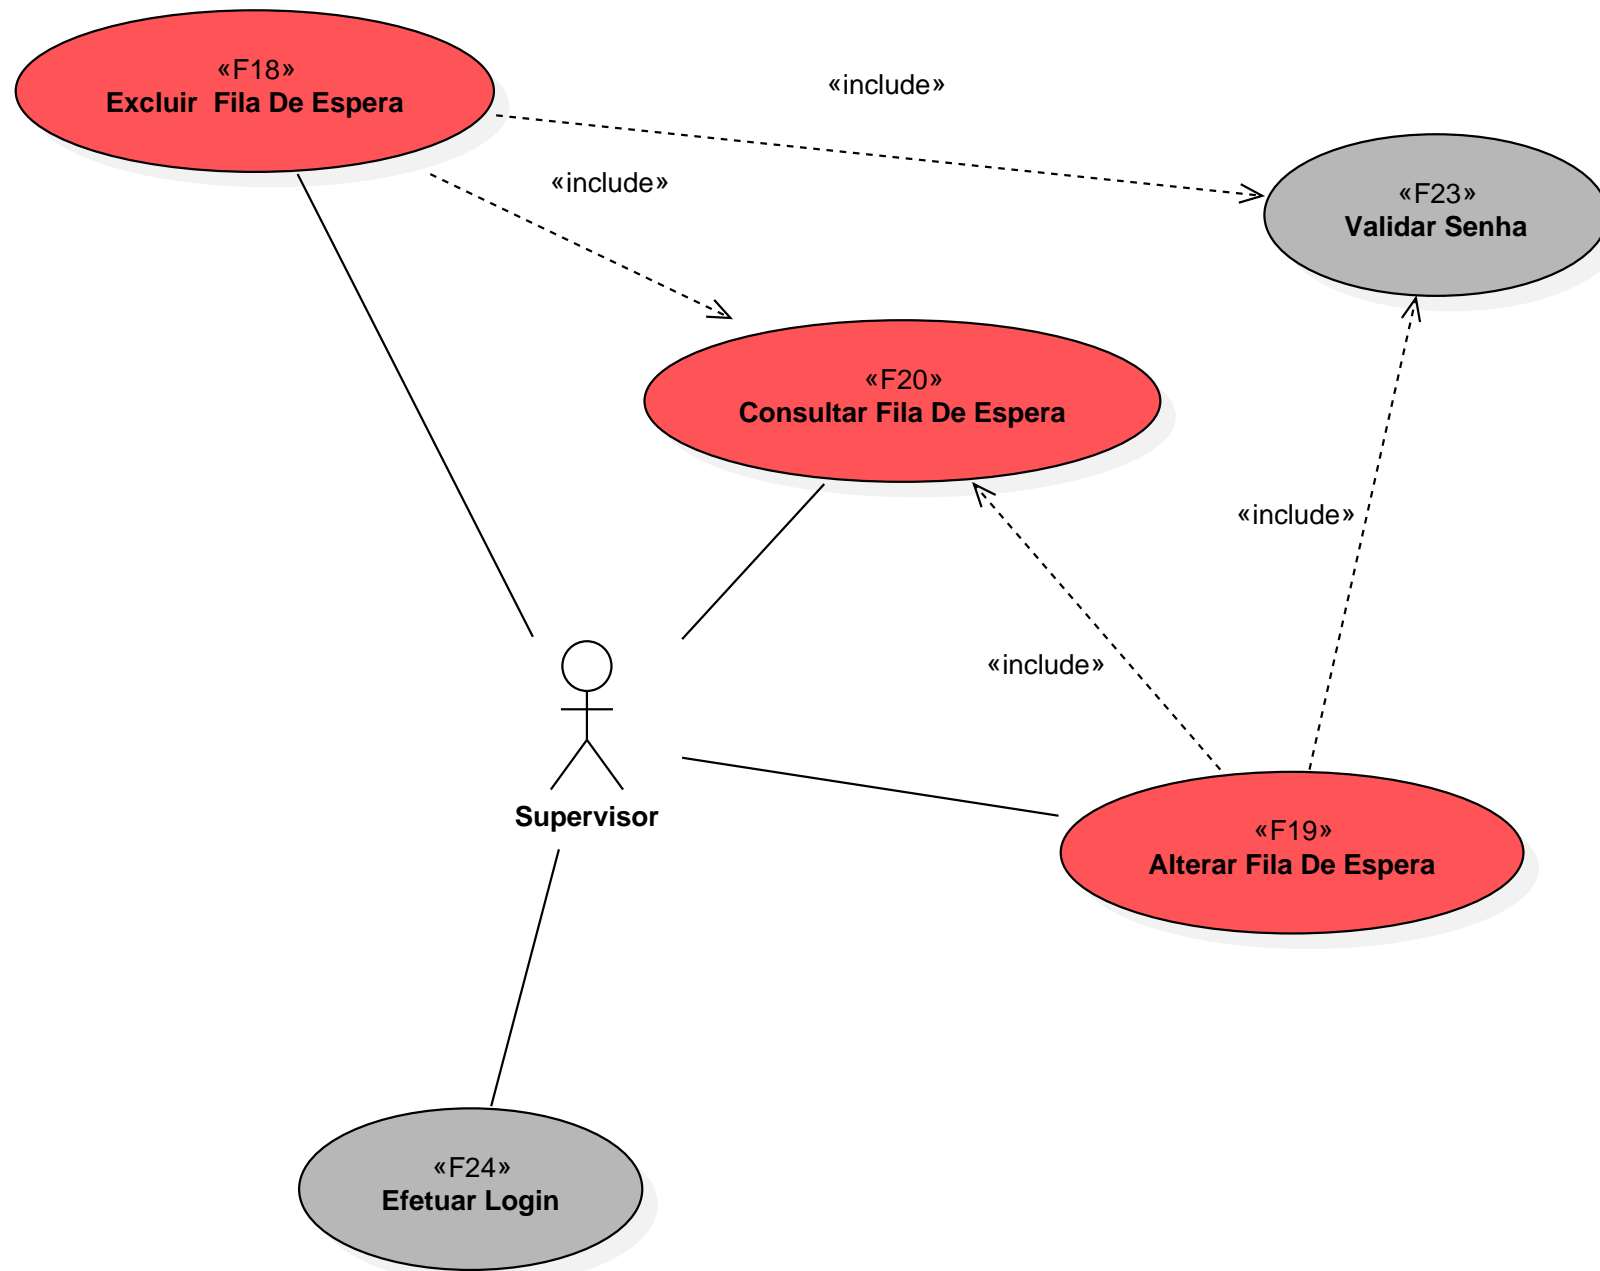 «F18»
Excluir  Fila De Espera
«include»
«include»
«F23»
Validar Senha
«F20»
Consultar Fila De Espera
«include»
«include»
Supervisor
«F19»
Alterar Fila De Espera
«F24»
Efetuar Login